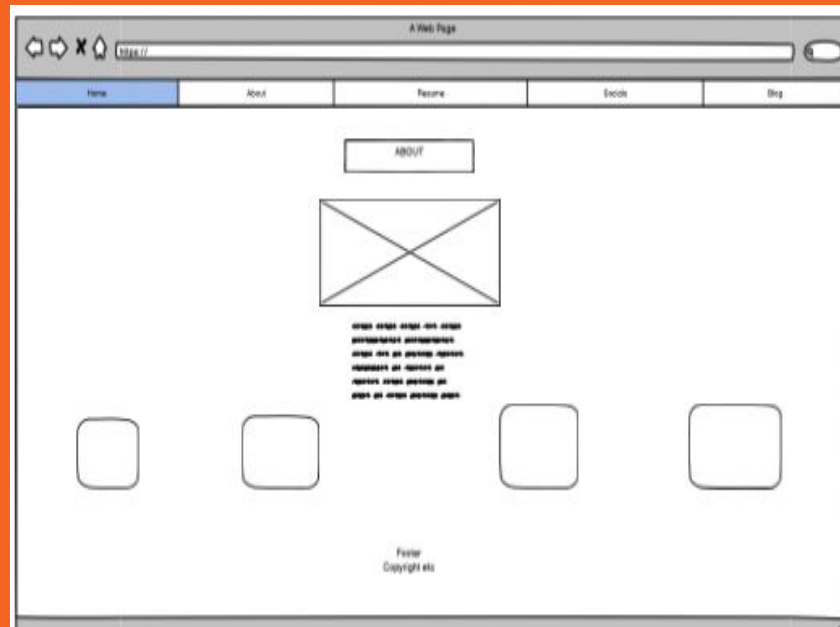 A Web Page
https://
Home About Resume Socials Blog
ABOUT
Footer
Copyright etc